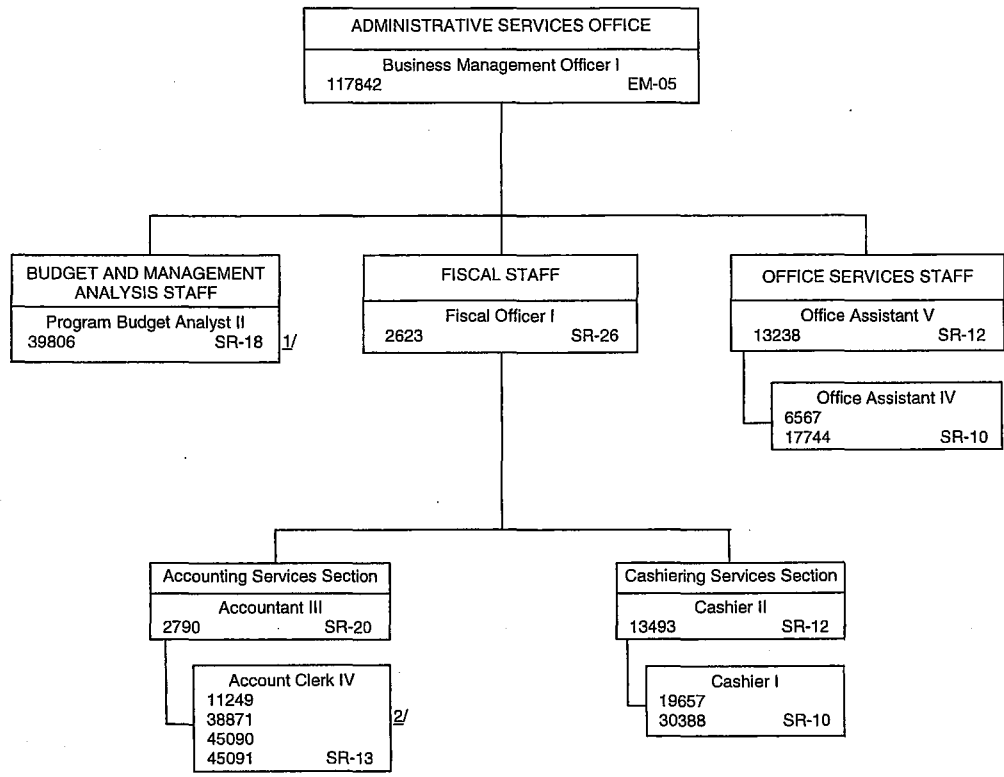 ADMINISTRATIVE SERVICES OFFICE
Business Management Officer I
117842 EM-05
BUDGET AND MANAGEMENT
ANALYSIS STAFF
Program Budget Analyst II
39806 SR-18 1/
FISCAL STAFF
Fiscal Officer I
2623 SR-26
OFFICE SERVICES STAFF
Office Assistant V
13238 SR-12
Office Assistant IV
6567
17744 SR-10
Accounting Services Section
Accountant III
2790 SR-20
Account Clerk IV
11249
38871 2/
45090
45091 SR-13
Cashiering Services Section
Cashier II
13493 SR-12
Cashier I
19657
30388 SR-10